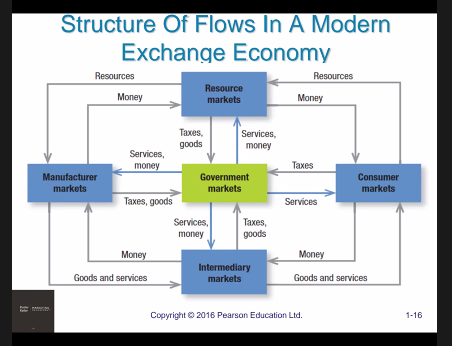 Structure Of Flows In A Modern
Exchange Economy
Resources
Resources
Money
Resource
markets
Money
Taxes,
goods
Services,
money
Services,
money
Taxes
Manufacturer
markets
Government
markets
Consumer
markets
Taxes, goods
Services
Services,
money
Taxes,
goods
Money
Money
Intermediary
markets
Goods and services
Goods and services
Copyright © 2016 Pearson Education Ltd.
1-16